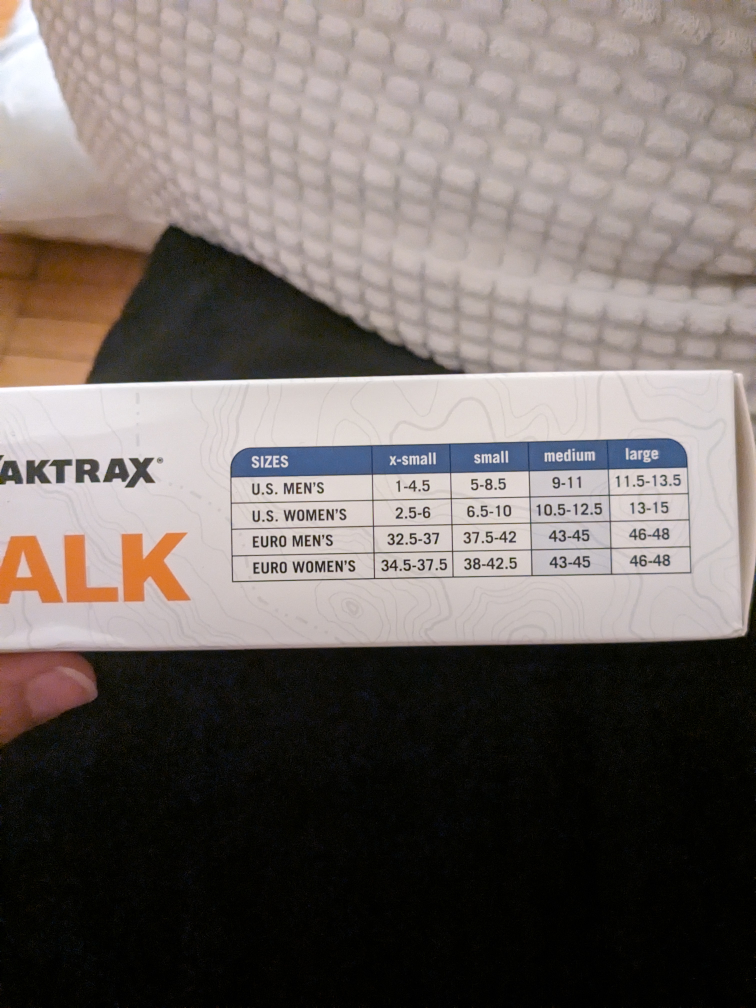 YAKTRAX®
ALK
SIZES x-small small medium large
U.S. MEN'S 1-4.5 5-8.5 9-11 11.5-13.5
U.S. WOMEN'S 2.5-6 6.5-10 10.5-12.5 13-15
EURO MEN'S 32.5-37 37.5-42 43-45 46-48
EURO WOMEN'S 34.5-37.5 38-42.5 43-45 46-48